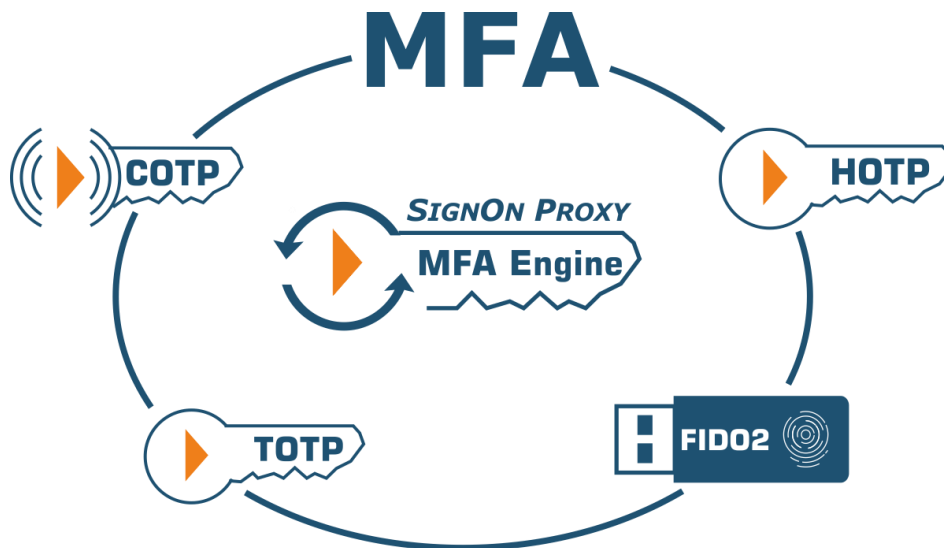 MFA
COTP
HOTP
SIGNON PROXY
MFA Engine
TOTP
FIDO2